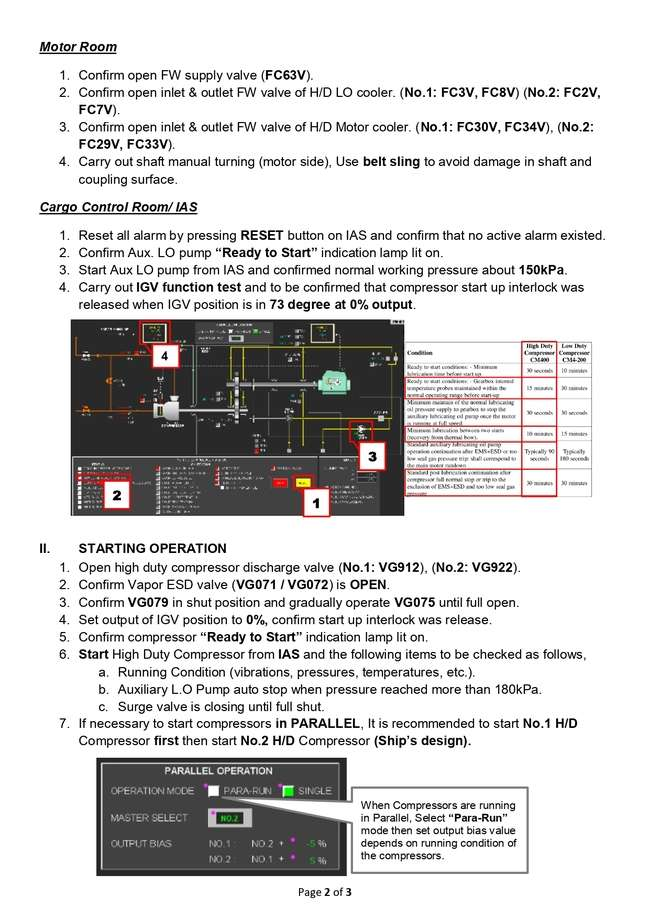 Motor Room
1. Confirm open FW supply valve (FC63V).
2. Confirm open inlet & outlet FW valve of H/D LO cooler. (No.1: FC3V, FC8V) (No.2: FC2V,
FC7V).
3. Confirm open inlet & outlet FW valve of H/D Motor cooler. (No.1: FC30V, FC34V), (No.2:
FC29V, FC33V).
4. Carry out shaft manual turning (motor side), Use belt sling to avoid damage in shaft and
coupling surface.
Cargo Control Room/ IAS
1. Reset all alarm by pressing RESET button on IAS and confirm that no active alarm existed.
2. Confirm Aux. LO pump “Ready to Start” indication lamp lit on.
3. Start Aux LO pump from IAS and confirmed normal working pressure about 150kPa.
4. Carry out IGV function test and to be confirmed that compressor start up interlock was
released when IGV position is in 73 degree at 0% output.
4
3
2
1
Condition
High Duty Compressor CM400
Low Duty Compressor CM4-200
Ready to start conditions: - Minimum
lubrication time before start up
30 seconds
10 minutes
Ready to start conditions: - Gearbox internal
temperature probes maintained within the
normal operating range before start-up
15 minutes
30 minutes
Minimum maintain of the normal lubricating
oil pressure supply to gearbox to stop the
auxiliary lubricating oil pump once the motor
is running at full speed
30 seconds
30 seconds
Minimum lubrication between two starts
(recovery from thermal bow).
10 minutes
15 minutes
Standard auxiliary lubricating oil pump
operation continuation after EMS+ESD or too
low seal gas pressure trip: shall correspond to
the main motor rundown
Typically 90 seconds
Typically 180 seconds
Standard post-lubrication continuation after
compressor full normal stop or trip to the
exclusion of EMS+ESD and too low seal gas
pressure
30 minutes
30 minutes
II. STARTING OPERATION
1. Open high duty compressor discharge valve (No.1: VG912), (No.2: VG922).
2. Confirm Vapor ESD valve (VG071 / VG072) is OPEN.
3. Confirm VG079 in shut position and gradually operate VG075 until full open.
4. Set output of IGV position to 0%, confirm start up interlock was release.
5. Confirm compressor “Ready to Start” indication lamp lit on.
6. Start High Duty Compressor from IAS and the following items to be checked as follows,
a. Running Condition (vibrations, pressures, temperatures, etc.).
b. Auxiliary L.O Pump auto stop when pressure reached more than 180kPa.
c. Surge valve is closing until full shut.
7. If necessary to start compressors in PARALLEL, It is recommended to start No.1 H/D
Compressor first then start No.2 H/D Compressor (Ship’s design).
PARALLEL OPERATION
OPERATION MODE PARA-RUN SINGLE
MASTER SELECT NO.2
OUTPUT BIAS NO.1 : NO.2 + -5 %
NO.2 : NO.1 + 5 %
When Compressors are running
in Parallel, Select “Para-Run”
mode then set output bias value
depends on running condition of
the compressors.
Page 2 of 3